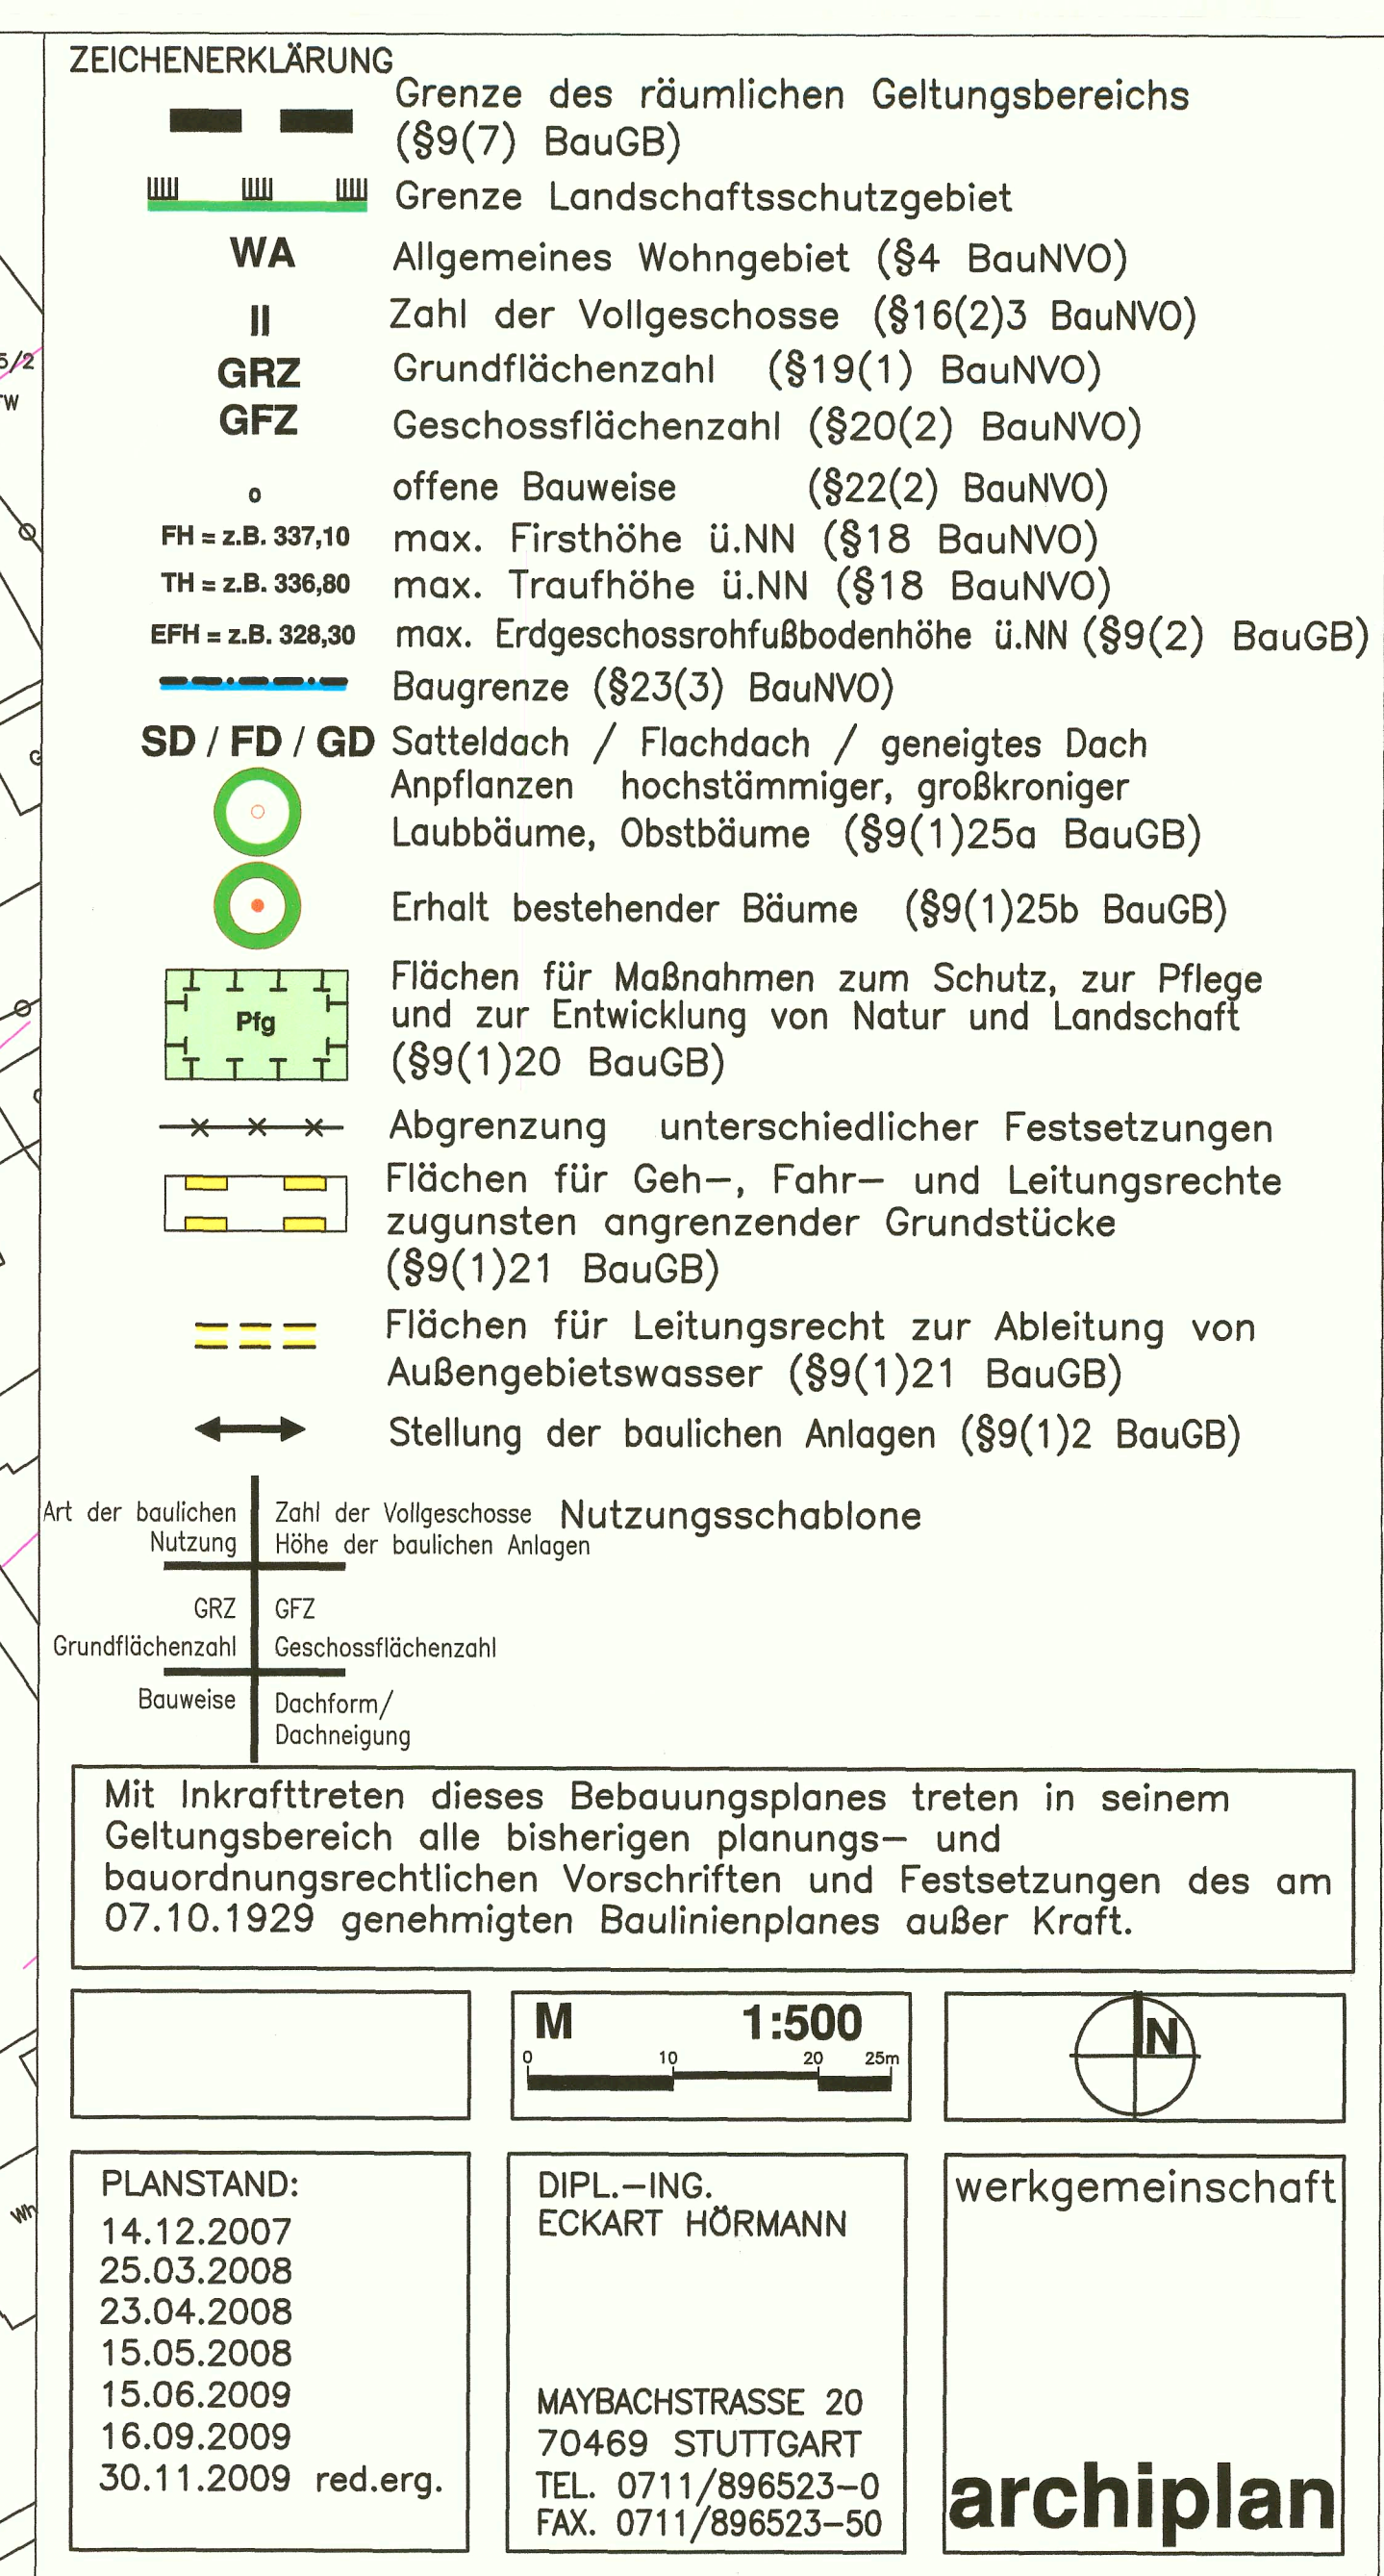 ZEICHENERKLÄRUNG
Grenze des räumlichen Geltungsbereichs
(§9(7) BauGB)
Grenze Landschaftsschutzgebiet
WA Allgemeines Wohngebiet (§4 BauNVO)
II Zahl der Vollgeschosse (§16(2)3 BauNVO)
GRZ Grundflächenzahl (§19(1) BauNVO)
GFZ Geschossflächenzahl (§20(2) BauNVO)
o offene Bauweise (§22(2) BauNVO)
FH = z.B. 337,10 max. Firsthöhe ü.NN (§18 BauNVO)
TH = z.B. 336,80 max. Traufhöhe ü.NN (§18 BauNVO)
EFH = z.B. 328,30 max. Erdgeschossrohfußbodenhöhe ü.NN (§9(2) BauGB)
Baugrenze (§23(3) BauNVO)
SD / FD / GD Satteldach / Flachdach / geneigtes Dach
Anpflanzen hochstämmiger, großkroniger
Laubbäume, Obstbäume (§9(1)25a BauGB)
Erhalt bestehender Bäume (§9(1)25b BauGB)
Flächen für Maßnahmen zum Schutz, zur Pflege
Pfg und zur Entwicklung von Natur und Landschaft
(§9(1)20 BauGB)
Abgrenzung unterschiedlicher Festsetzungen
Flächen für Geh-, Fahr- und Leitungsrechte
zugunsten angrenzender Grundstücke
(§9(1)21 BauGB)
Flächen für Leitungsrecht zur Ableitung von
Außengebietswasser (§9(1)21 BauGB)
Stellung der baulichen Anlagen (§9(1)2 BauGB)
Nutzungsschablone
Art der baulichen
Nutzung
Zahl der Vollgeschosse
Höhe der baulichen Anlagen
GRZ
Grundflächenzahl
GFZ
Geschossflächenzahl
Bauweise
Dachform/
Dachneigung
Mit Inkrafttreten dieses Bebauungsplanes treten in seinem
Geltungsbereich alle bisherigen planungs- und
bauordnungsrechtlichen Vorschriften und Festsetzungen des am
07.10.1929 genehmigten Baulinienplanes außer Kraft.
M 1:500
0 10 20 25m
N
PLANSTAND:
14.12.2007
25.03.2008
23.04.2008
15.05.2008
15.06.2009
16.09.2009
30.11.2009 red.erg.
DIPL.-ING.
ECKART HÖRMANN
MAYBACHSTRASSE 20
70469 STUTTGART
TEL. 0711/896523-0
FAX. 0711/896523-50
werkgemeinschaft
archiplan